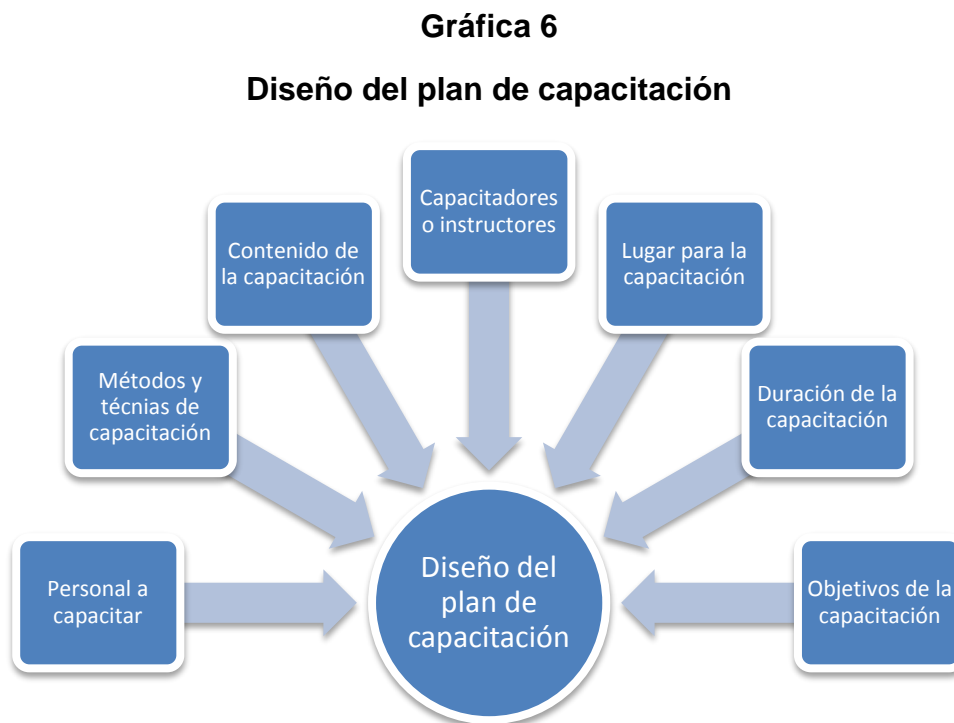 Gráfica 6
Diseño del plan de capacitación
Capacitadores
o instructores
Contenido de
la capacitación
Lugar para la
capacitación
Métodos y
técnias de
capacitación
Duración de la
capacitación
Personal a
capacitar
Diseño del
plan de
capacitación
Objetivos de la
capacitación